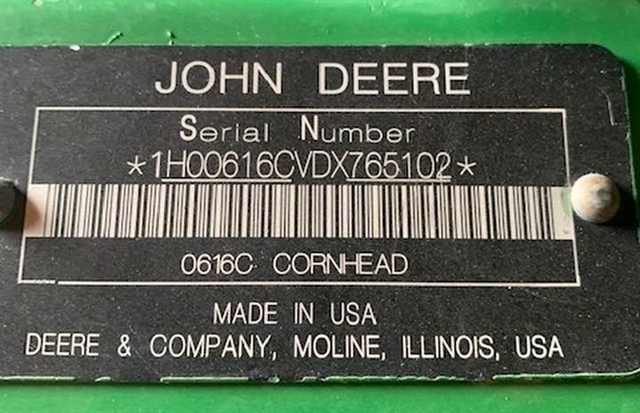 JOHN DEERE
Serial Number
*1H00616CVDX765102*
0616C CORNHEAD
MADE IN USA
DEERE & COMPANY, MOLINE, ILLINOIS, USA